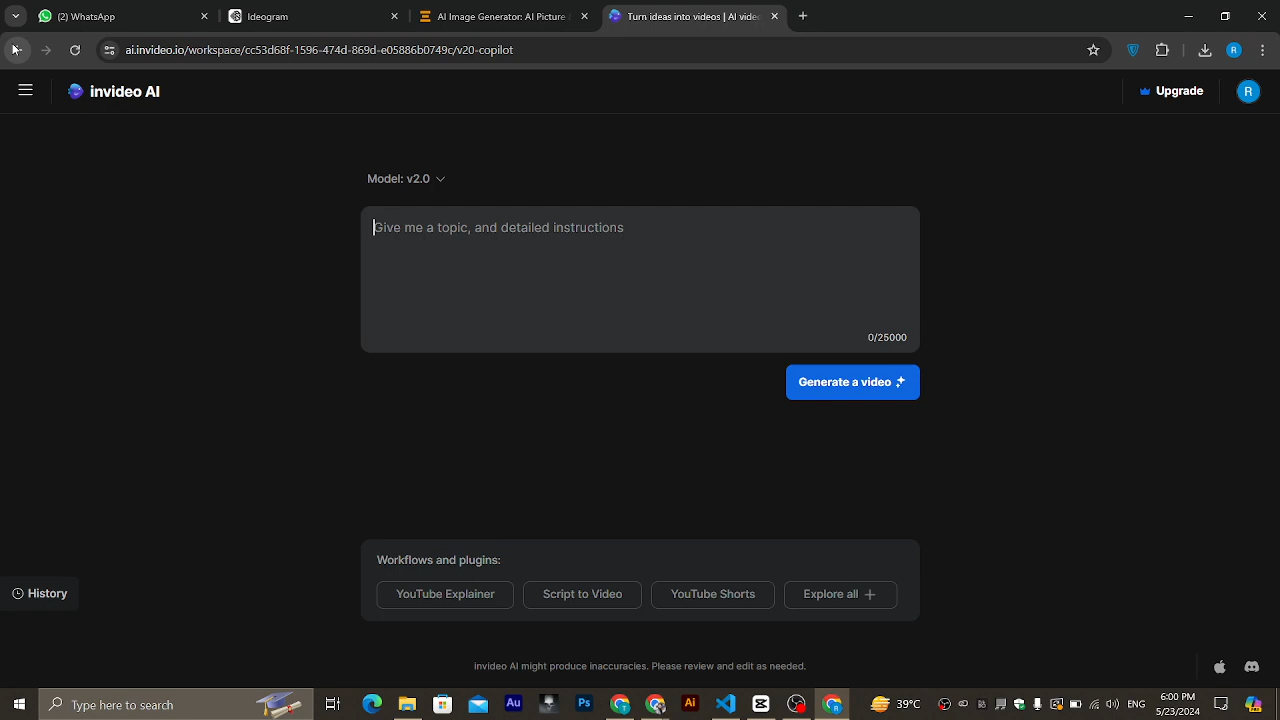 (2) WhatsApp
Ideogram
AI Image Generator: AI Picture
Turn ideas into videos | AI video
ai.invideo.io/workspace/cc53d68f-1596-474d-869d-e05886b0749c/v20-copilot
R
invideo AI
Upgrade
R
Model: v2.0
Give me a topic, and detailed instructions
0/25000
Generate a video
Workflows and plugins:
YouTube Explainer
Script to Video
YouTube Shorts
Explore all
History
invideo AI might produce inaccuracies. Please review and edit as needed.
Type here to search
Au
Ps
T
Ai
R
39°C
ENG
6:00 PM
5/23/2024